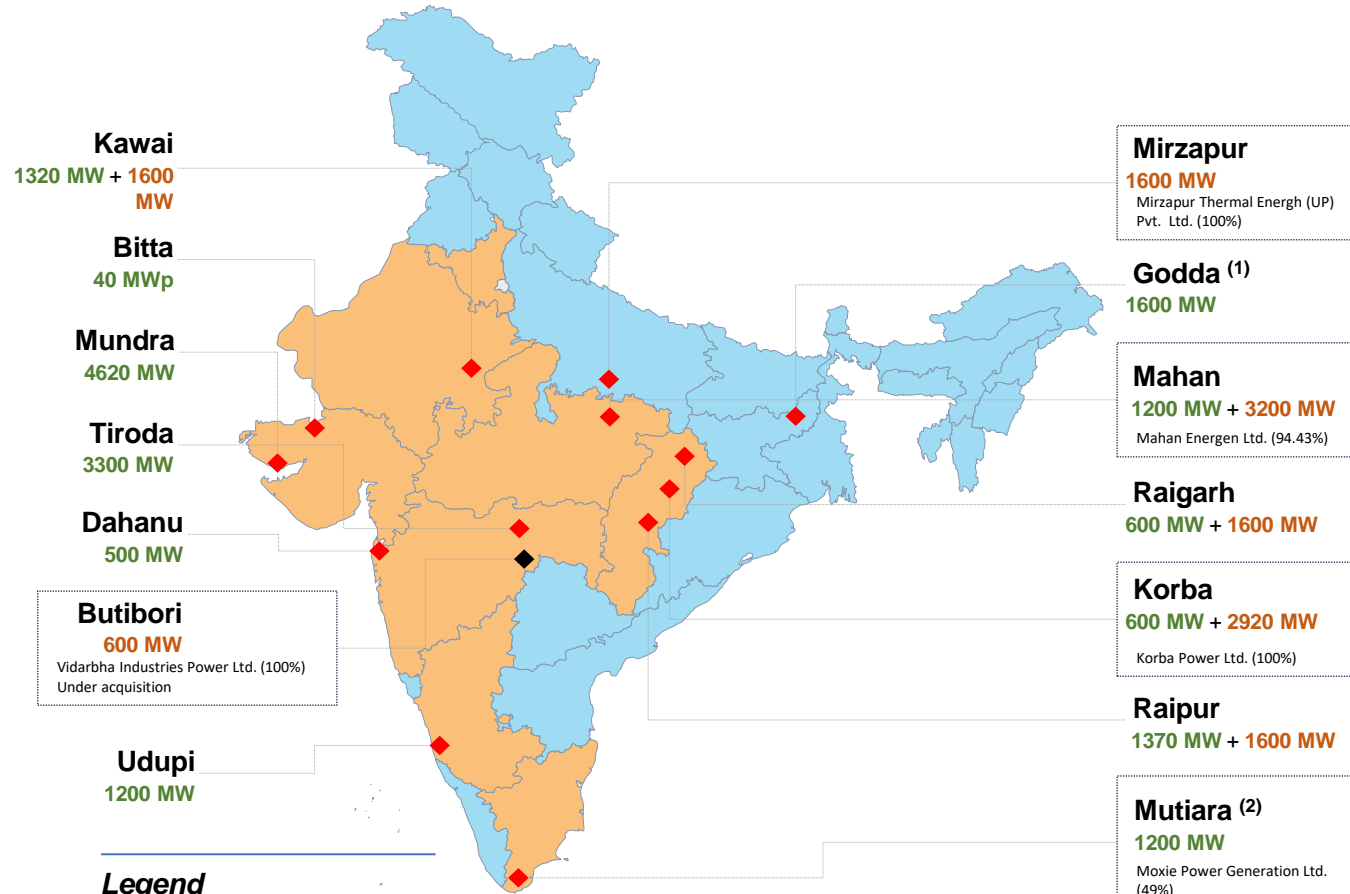 Kawai
1320 MW + 1600
MW
Bitta
40 MWp
Mundra
4620 MW
Tiroda
3300 MW
Dahanu
500 MW
Butibori
600 MW
Vidarbha Industries Power Ltd. (100%)
Under acquisition
Udupi
1200 MW
Legend
Mirzapur
1600 MW
Mirzapur Thermal Energh (UP)
Pvt. Ltd. (100%)
Godda (1)
1600 MW
Mahan
1200 MW + 3200 MW
Mahan Energen Ltd. (94.43%)
Raigarh
600 MW + 1600 MW
Korba
600 MW + 2920 MW
Korba Power Ltd. (100%)
Raipur
1370 MW + 1600 MW
Mutiara (2)
1200 MW
Moxie Power Generation Ltd.
(49%)